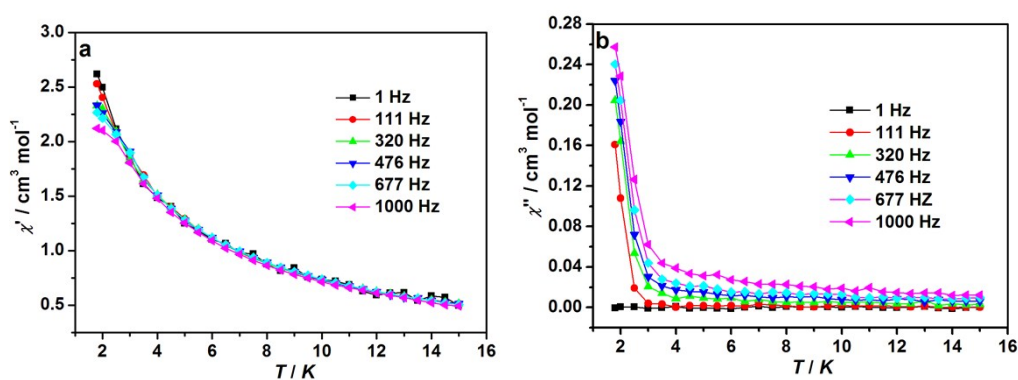 a
3.0
2.5
2.0
1.5
1.0
0.5
χ' / cm³ mol⁻¹
1 Hz
111 Hz
320 Hz
476 Hz
677 Hz
1000 Hz
2 4 6 8 10 12 14 16
T / K
b
0.28
0.24
0.20
0.16
0.12
0.08
0.04
0.00
χ" / cm³ mol⁻¹
1 Hz
111 Hz
320 Hz
476 Hz
677 HZ
1000 Hz
2 4 6 8 10 12 14 16
T / K